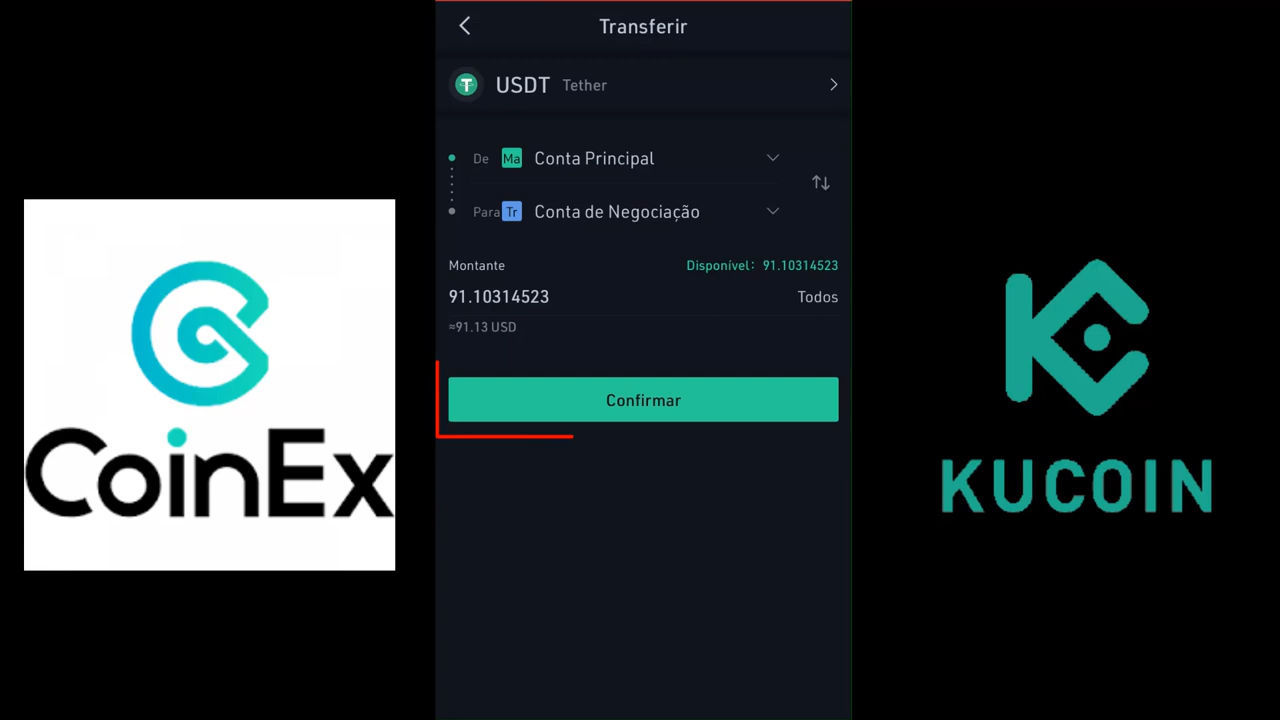 Transferir
USDT Tether
De Ma Conta Principal
Para Tr Conta de Negociação
Montante Disponível: 91.10314523
91.10314523 Todos
≈91.13 USD
Confirmar
CoinEx
KUCOIN